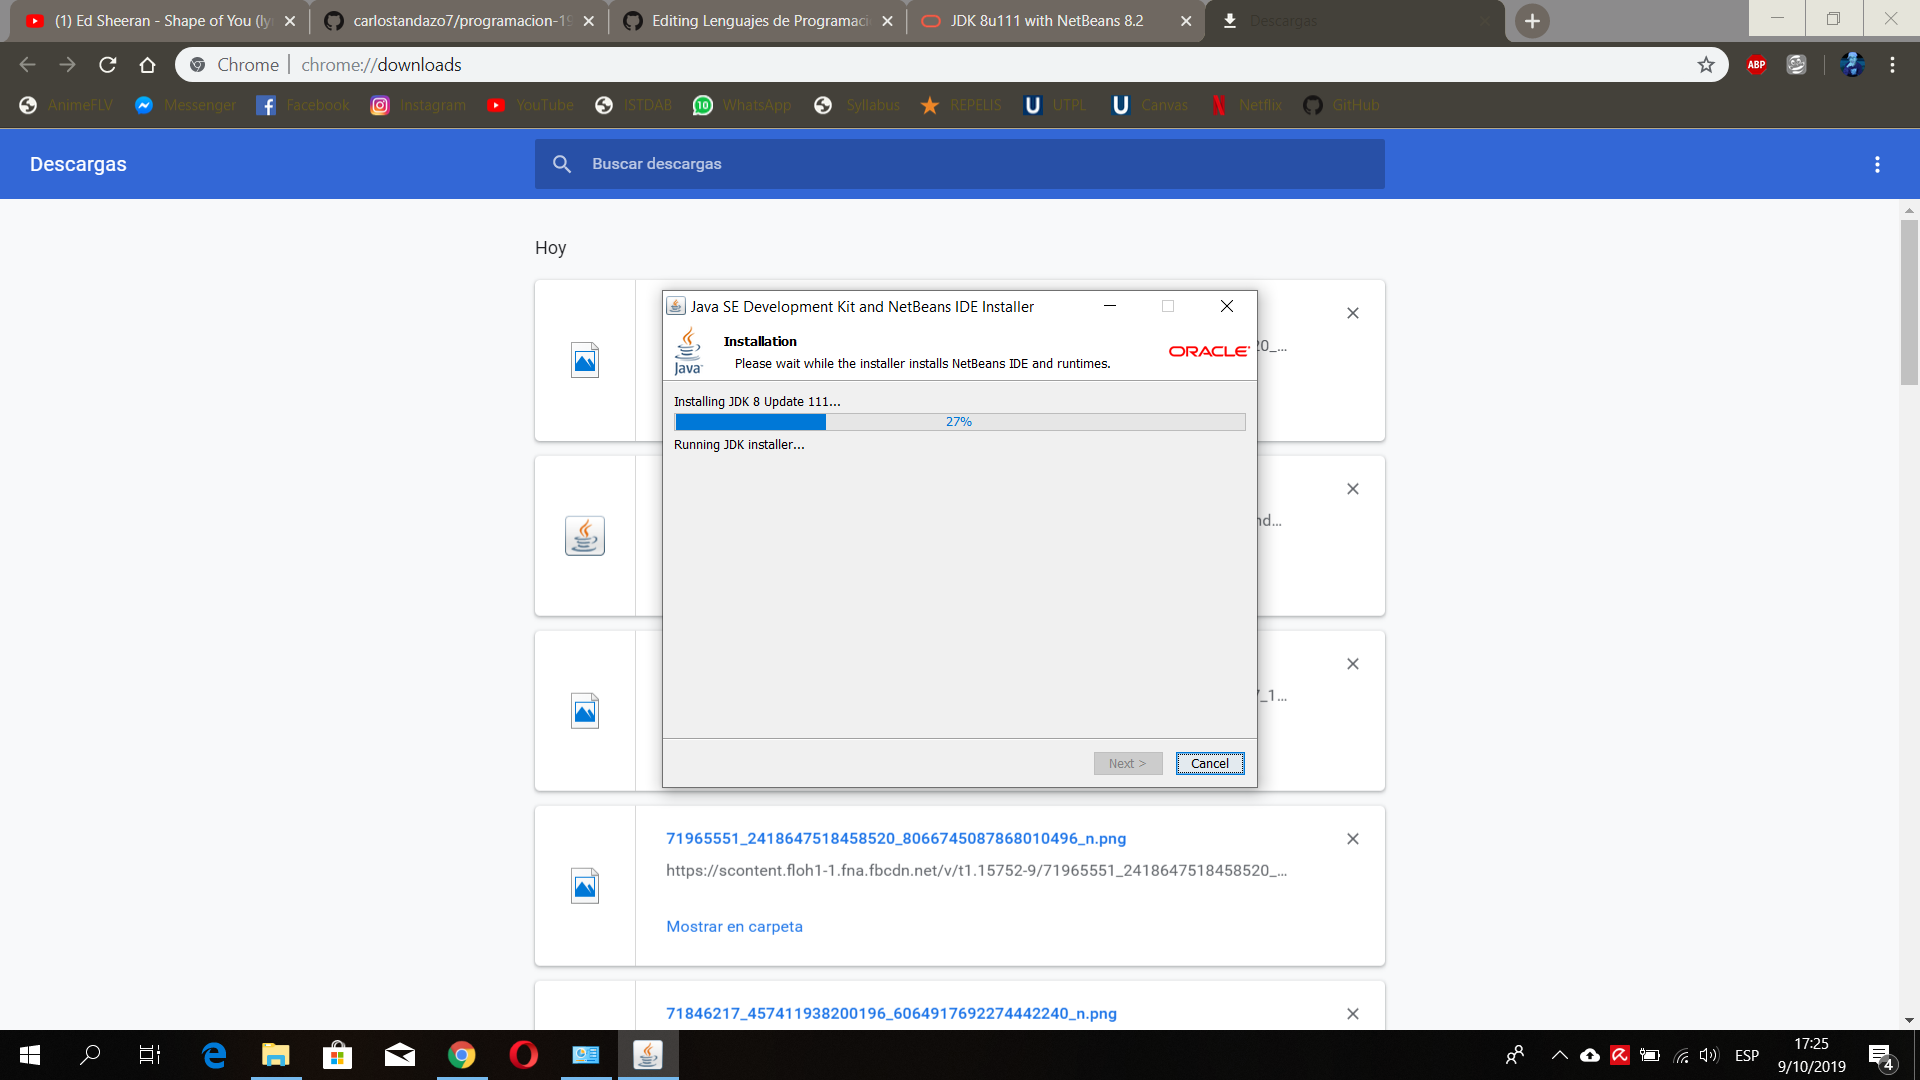 (1) Ed Sheeran - Shape of You (ly
carlostandazo7/programacion-19
Editing Lenguajes de Programaci
JDK 8u111 with NetBeans 8.2
Descargas
Chrome | chrome://downloads
ABP
AnimeFLV
Messenger
Facebook
Instagram
YouTube
ISTDAB
10
WhatsApp
Syllabus
REPELIS
U
UTPL
U
Canvas
Netflix
GitHub
Descargas
Buscar descargas
Hoy
Java SE Development Kit and NetBeans IDE Installer
Java
Installation
Please wait while the installer installs NetBeans IDE and runtimes.
ORACLE
20_...
Installing JDK 8 Update 111...
27%
Running JDK installer...
nd...
_1...
Next >
Cancel
71965551_2418647518458520_8066745087868010496_n.png
https://scontent.floh1-1.fna.fbcdn.net/v/t1.15752-9/71965551_2418647518458520_...
Mostrar en carpeta
71846217_457411938200196_6064917692274442240_n.png
ESP
17:25
9/10/2019
4